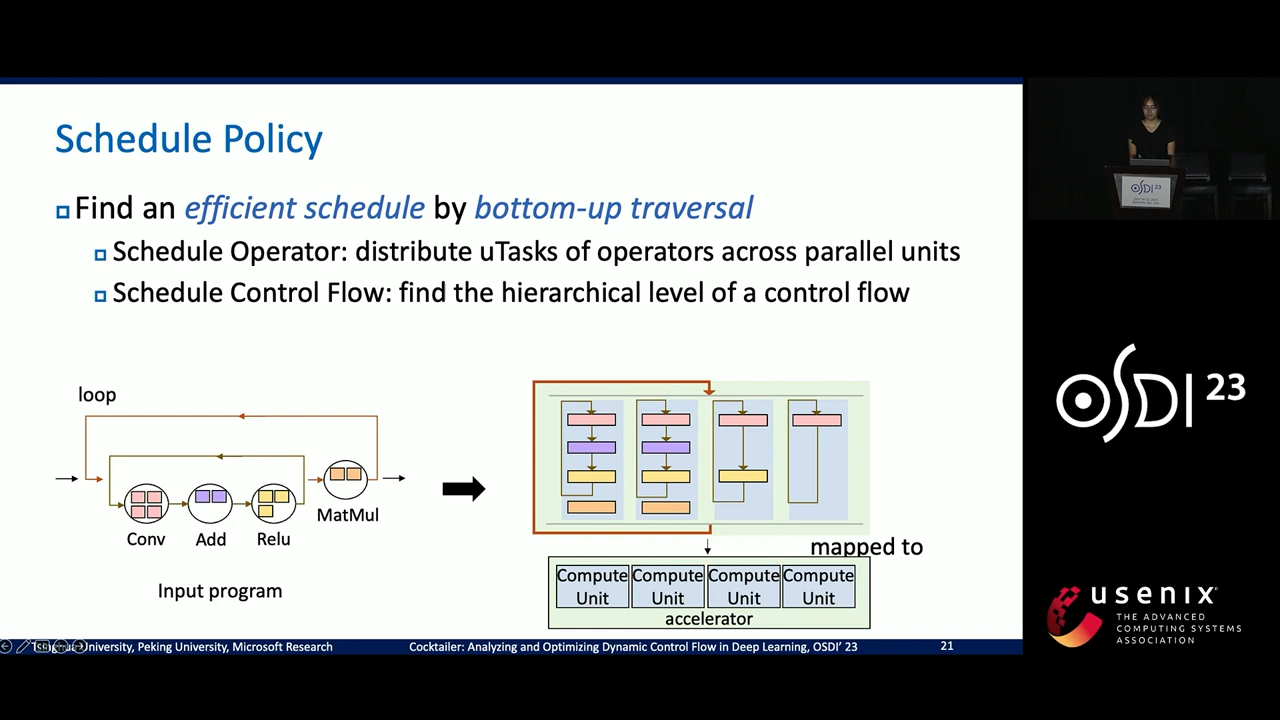 Schedule Policy
Find an efficient schedule by bottom-up traversal
Schedule Operator: distribute uTasks of operators across parallel units
Schedule Control Flow: find the hierarchical level of a control flow
loop
Conv
Add
Relu
MatMul
Input program
mapped to
Compute Unit
Compute Unit
Compute Unit
Compute Unit
accelerator
University, Peking University, Microsoft Research
Cocktailer: Analyzing and Optimizing Dynamic Control Flow in Deep Learning, OSDI' 23
21
OSDI 23
OSDI 23
usenix
THE ADVANCED
COMPUTING SYSTEMS
ASSOCIATION